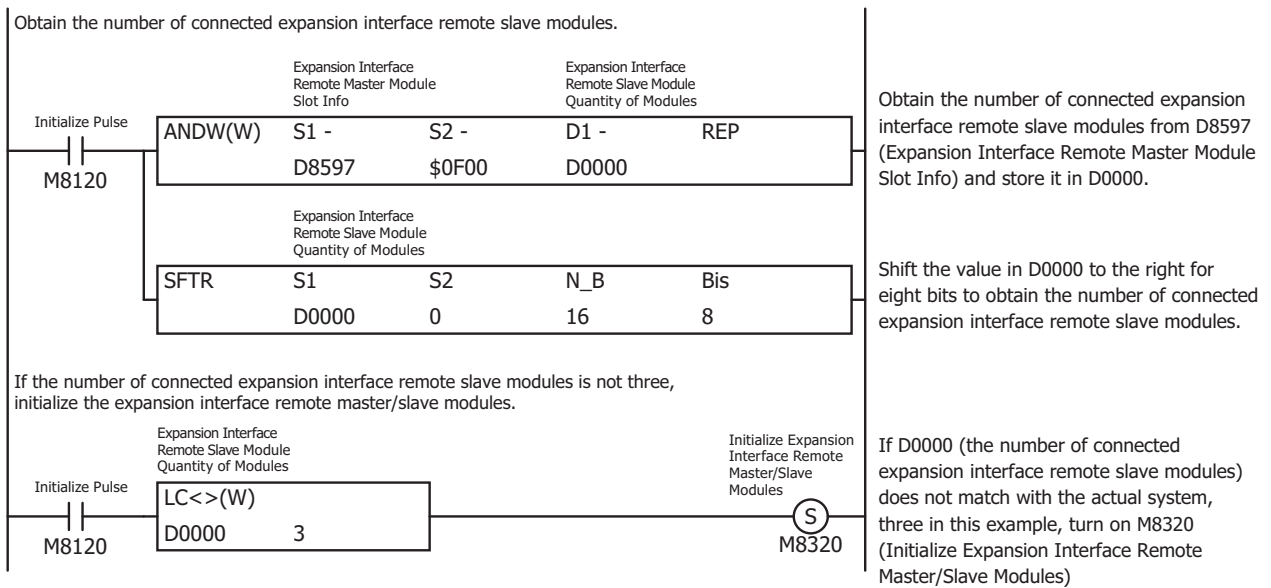 Obtain the number of connected expansion interface remote slave modules.
Expansion Interface
Remote Master Module
Slot Info
Expansion Interface
Remote Slave Module
Quantity of Modules
Initialize Pulse
M8120
ANDW(W) S1 - S2 - D1 - REP
D8597 $0F00 D0000
Obtain the number of connected expansion
interface remote slave modules from D8597
(Expansion Interface Remote Master Module
Slot Info) and store it in D0000.
Expansion Interface
Remote Slave Module
Quantity of Modules
SFTR S1 S2 N_B Bis
D0000 0 16 8
Shift the value in D0000 to the right for
eight bits to obtain the number of connected
expansion interface remote slave modules.
If the number of connected expansion interface remote slave modules is not three,
initialize the expansion interface remote master/slave modules.
Expansion Interface
Remote Slave Module
Quantity of Modules
Initialize Pulse
M8120
LC<>(W)
D0000 3
Initialize Expansion
Interface Remote
Master/Slave
Modules
S
M8320
If D0000 (the number of connected
expansion interface remote slave modules)
does not match with the actual system,
three in this example, turn on M8320
(Initialize Expansion Interface Remote
Master/Slave Modules)